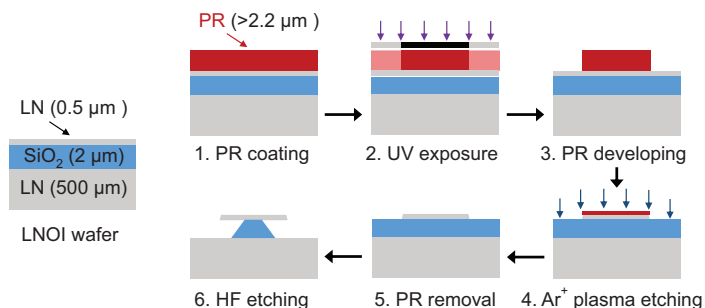 PR (>2.2 µm)
LN (0.5 µm )
SiO₂ (2 µm)
LN (500 µm)
LNOI wafer
1. PR coating
2. UV exposure
3. PR developing
6. HF etching
5. PR removal
4. Ar⁺ plasma etching